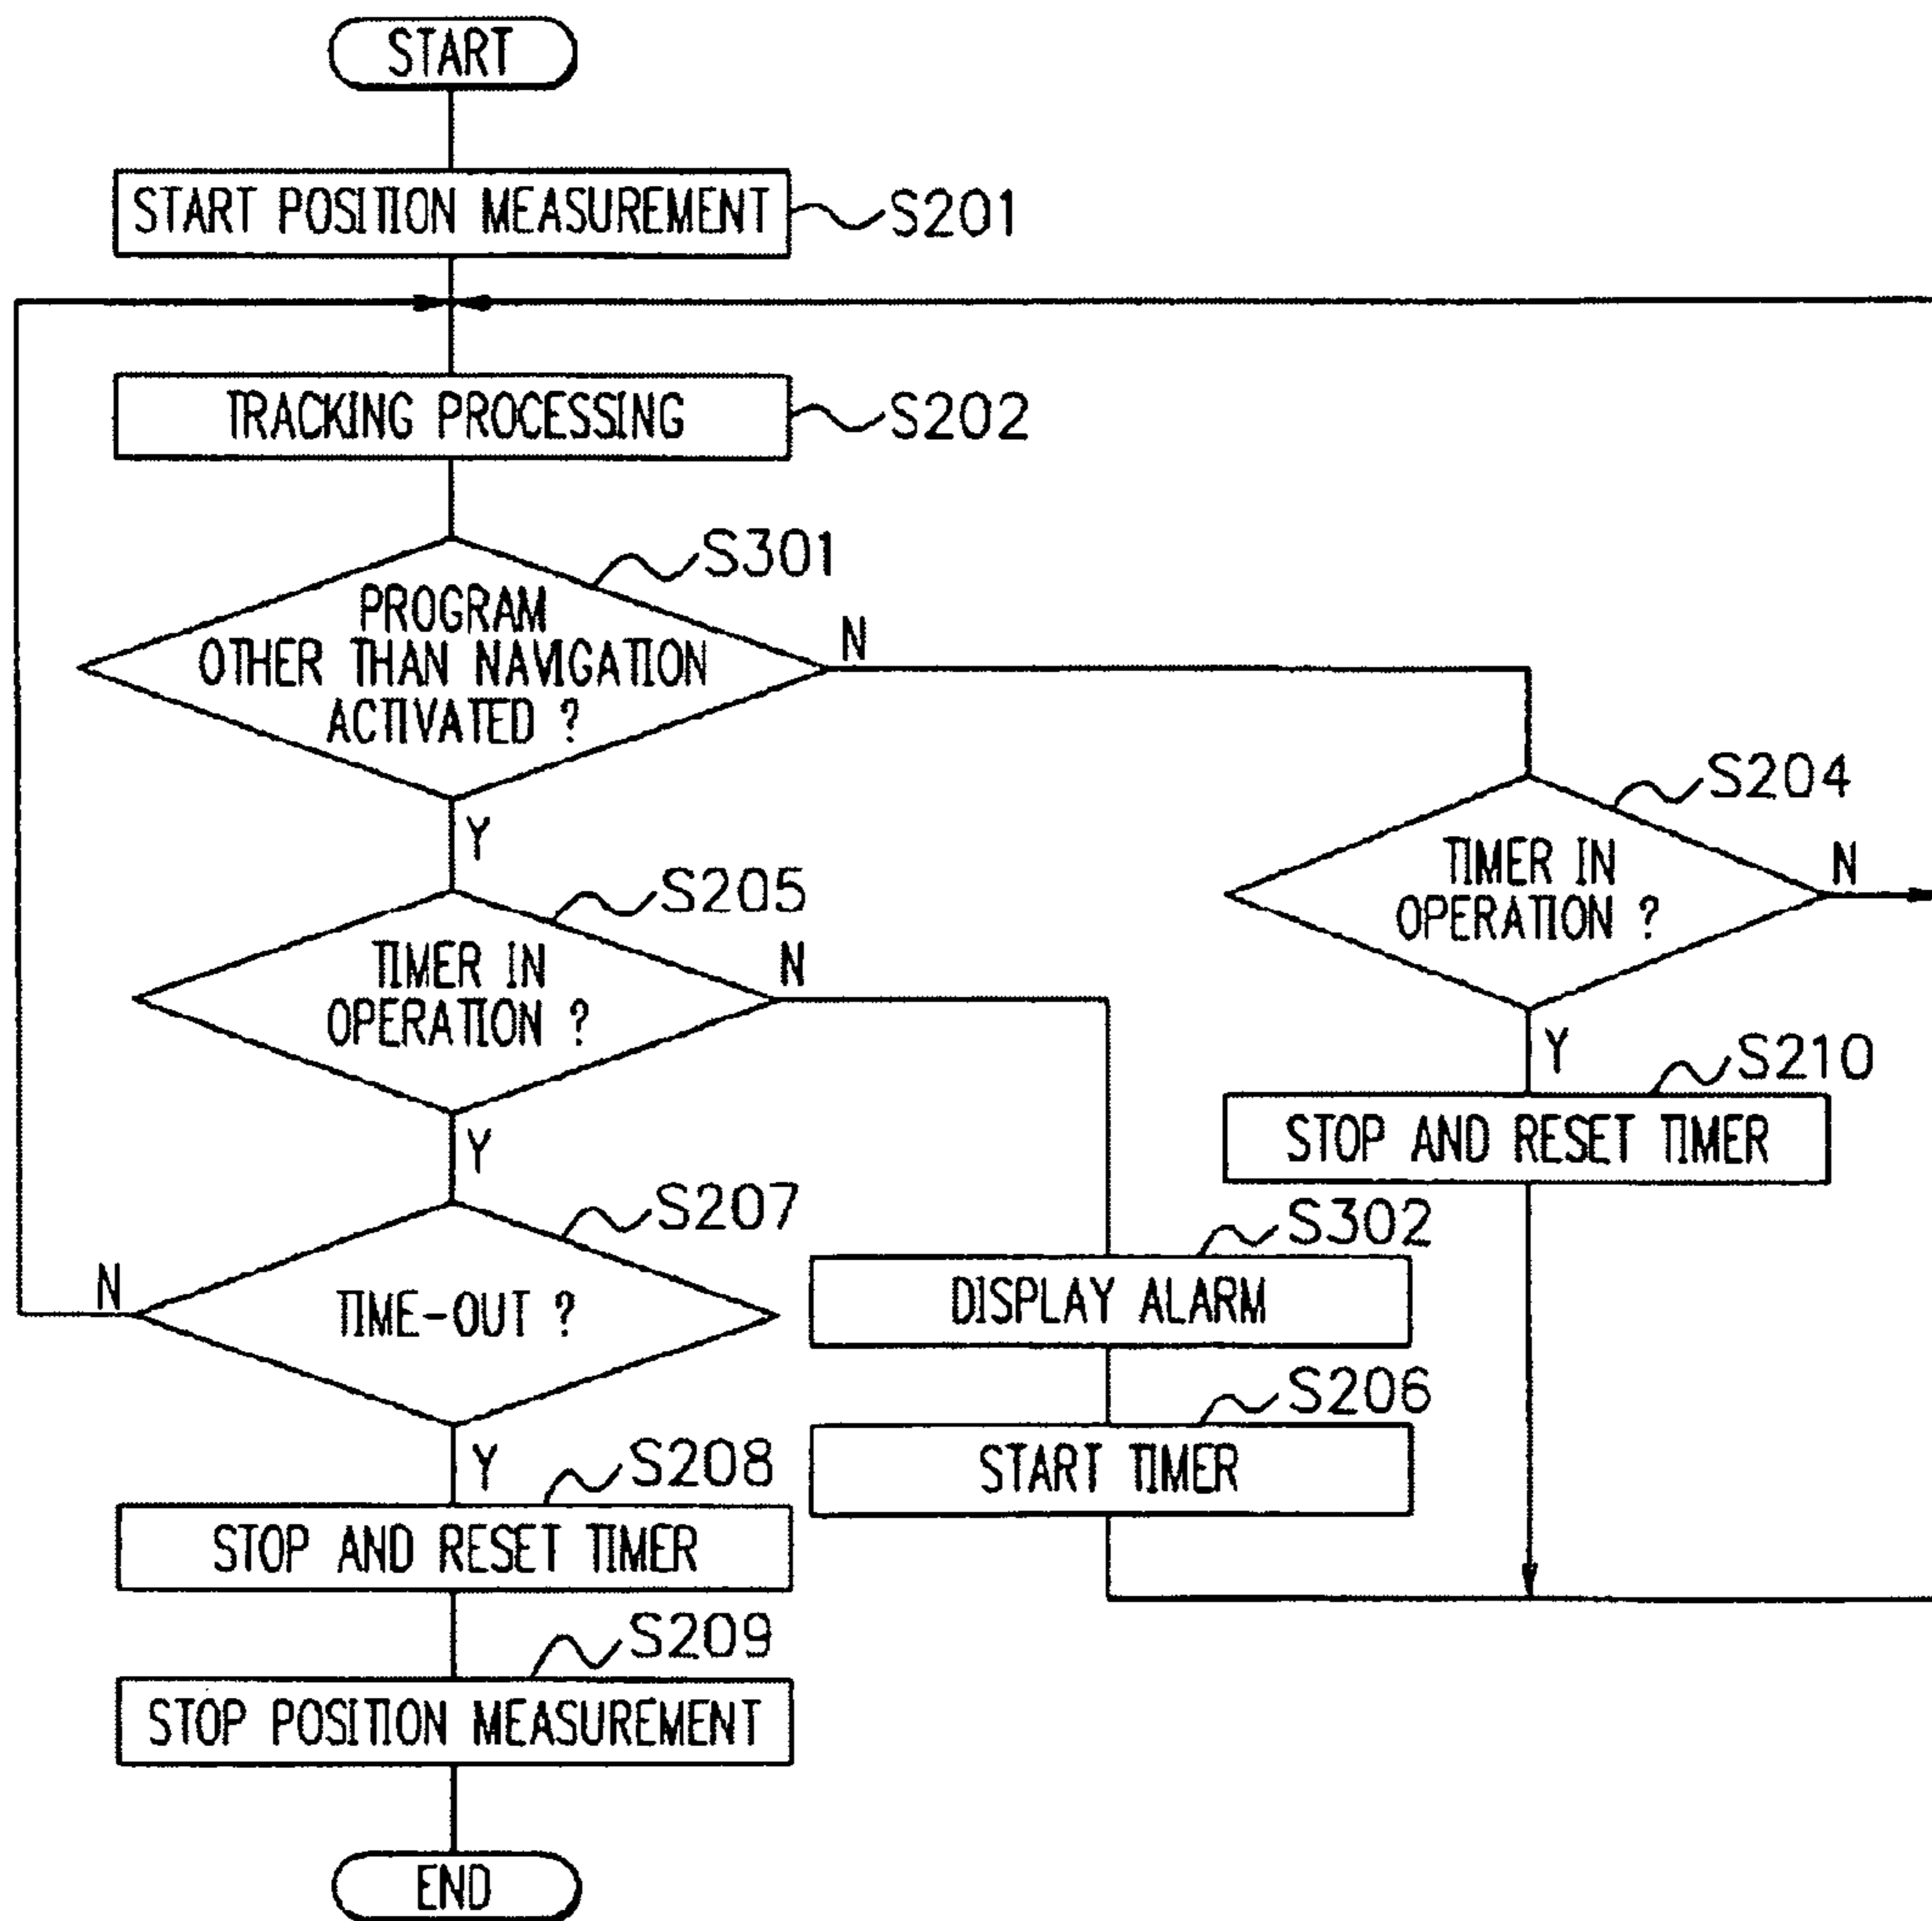 START
START POSITION MEASUREMENT
S201
TRACKING PROCESSING
S202
S301
PROGRAM
OTHER THAN NAVIGATION
ACTIVATED ?
N
Y
S204
TIMER IN
OPERATION ?
N
Y
S205
TIMER IN
OPERATION ?
N
Y
S210
STOP AND RESET TIMER
S207
TIME-OUT ?
N
Y
S302
DISPLAY ALARM
S206
START TIMER
S208
STOP AND RESET TIMER
S209
STOP POSITION MEASUREMENT
END